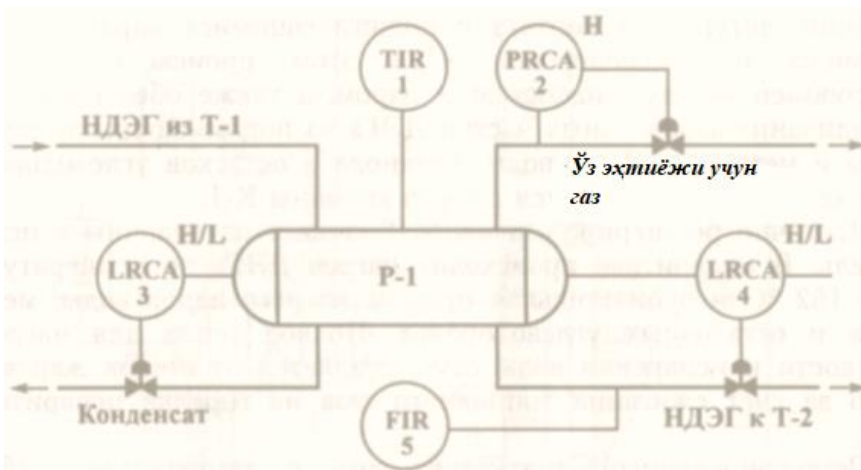 H
TIR
1
PRCA
2
НДЭГ из Т-1
Ўз эҳтиёжи учун
газ
H/L
LRCA
3
Р-1
H/L
LRCA
4
Конденсат
FIR
5
НДЭГ к Т-2